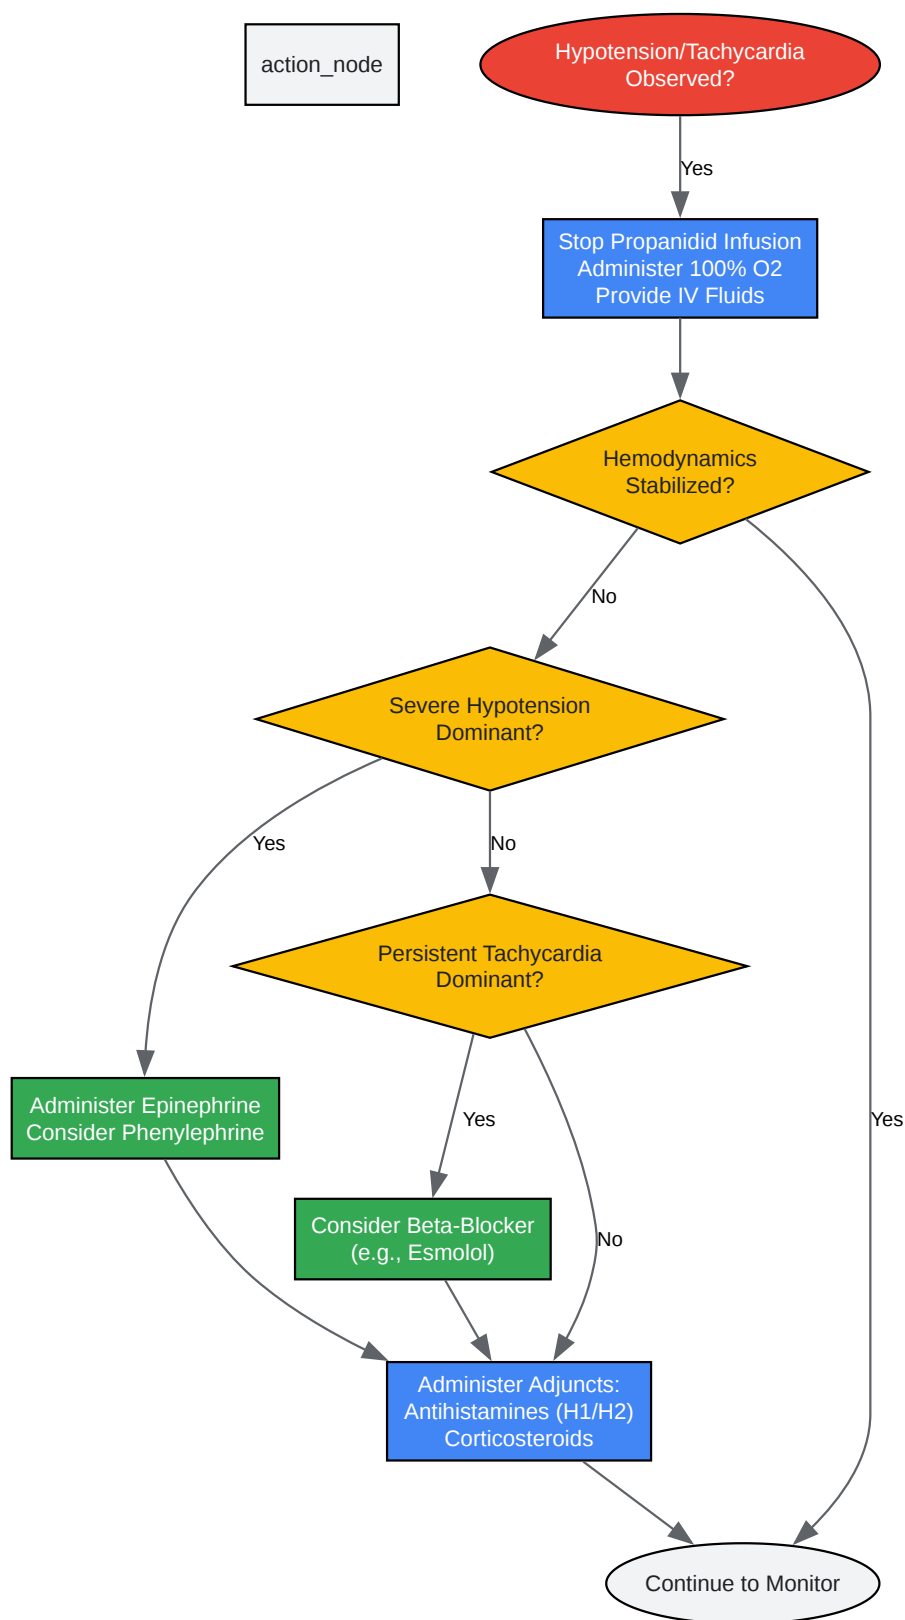 action_node
Hypotension/Tachycardia
Observed?
Yes
Stop Propanidid Infusion
Administer 100% O2
Provide IV Fluids
Hemodynamics
Stabilized?
No
Severe Hypotension
Dominant?
Yes
No
Persistent Tachycardia
Dominant?
Administer Epinephrine
Consider Phenylephrine
Yes
Yes
Consider Beta-Blocker
(e.g., Esmolol)
No
Administer Adjuncts:
Antihistamines (H1/H2)
Corticosteroids
Continue to Monitor